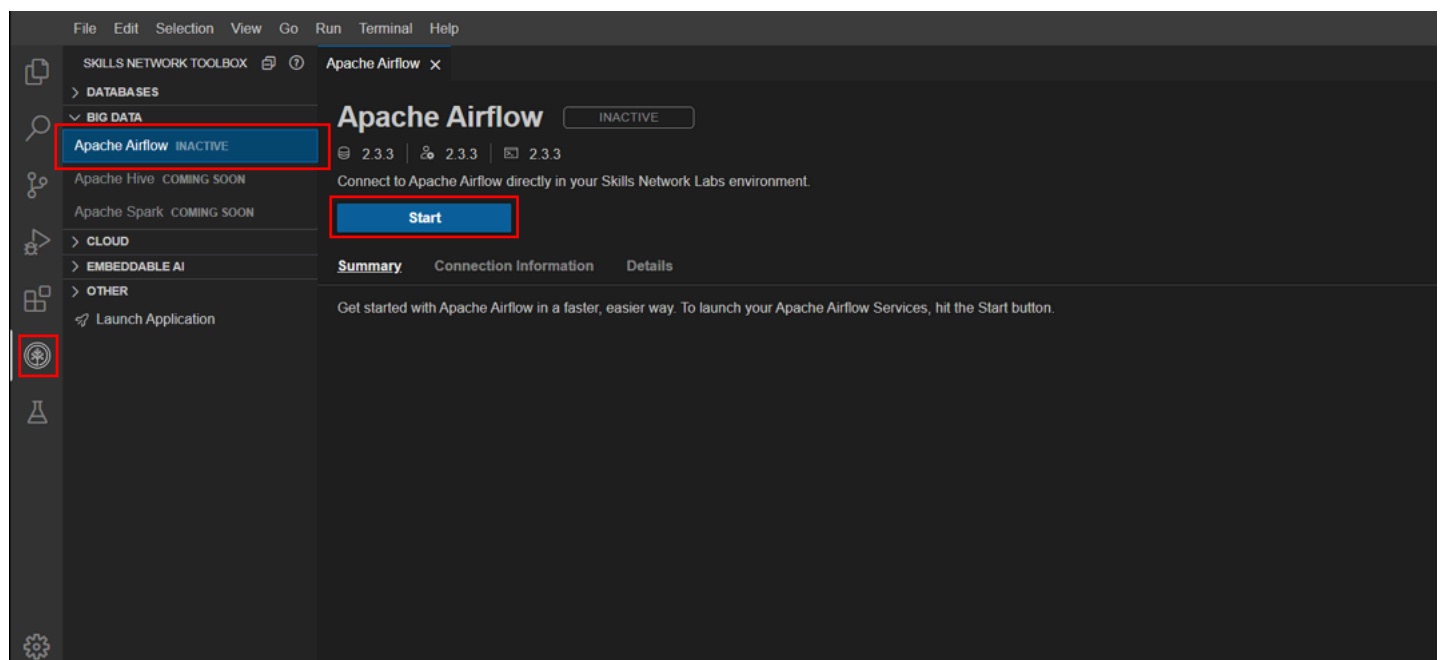 File Edit Selection View Go Run Terminal Help
SKILLS NETWORK TOOLBOX
DATABASES
BIG DATA
Apache Airflow INACTIVE
Apache Hive COMING SOON
Apache Spark COMING SOON
CLOUD
EMBEDDABLE AI
OTHER
Launch Application
Apache Airflow
Apache Airflow INACTIVE
2.3.3 2.3.3 2.3.3
Connect to Apache Airflow directly in your Skills Network Labs environment.
Start
Summary Connection Information Details
Get started with Apache Airflow in a faster, easier way. To launch your Apache Airflow Services, hit the Start button.